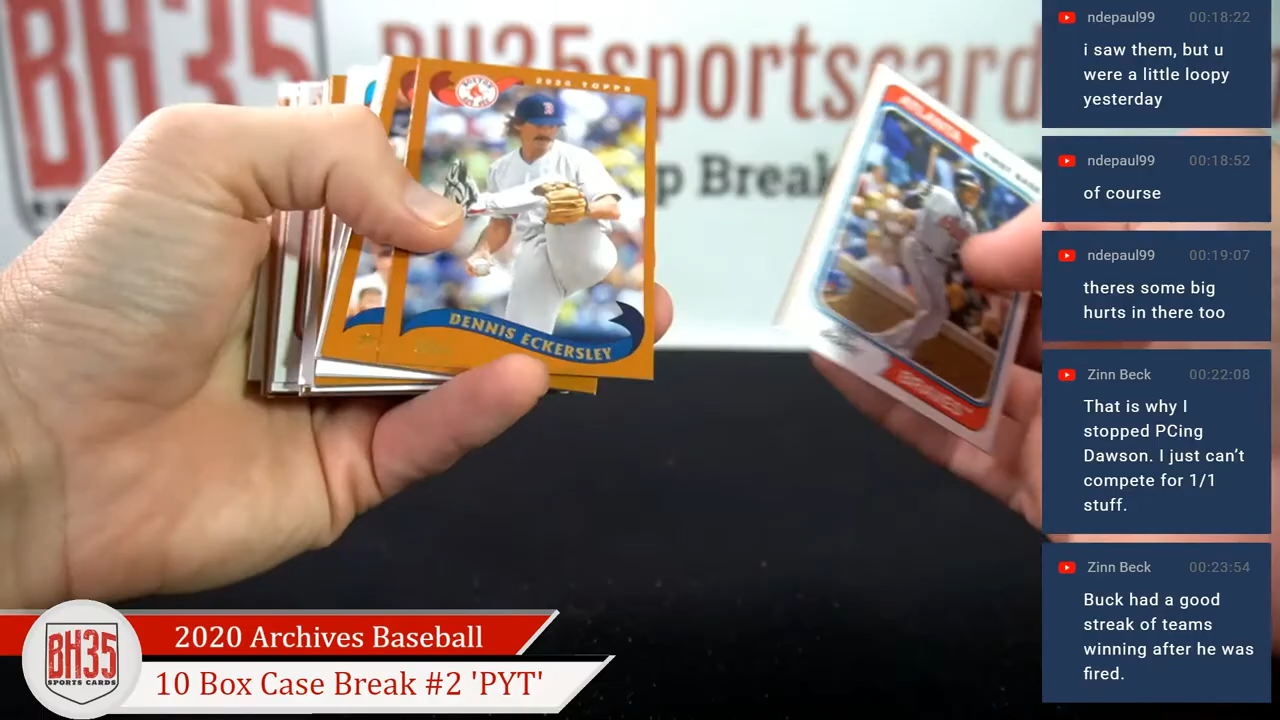 BH35
BH35sportscard
p Break
BOSTON
2020 TOPPS
DENNIS ECKERSLEY
ATLANTA
FIRST BASE
BRAVES
ndepaul99 00:18:22
i saw them, but u
were a little loopy
yesterday
ndepaul99 00:18:52
of course
ndepaul99 00:19:07
theres some big
hurts in there too
Zinn Beck 00:22:08
That is why I
stopped PCing
Dawson. I just can't
compete for 1/1
stuff.
Zinn Beck 00:23:54
Buck had a good
streak of teams
winning after he was
fired.
BH35
SPORTS CARDS
2020 Archives Baseball
10 Box Case Break #2 'PYT'